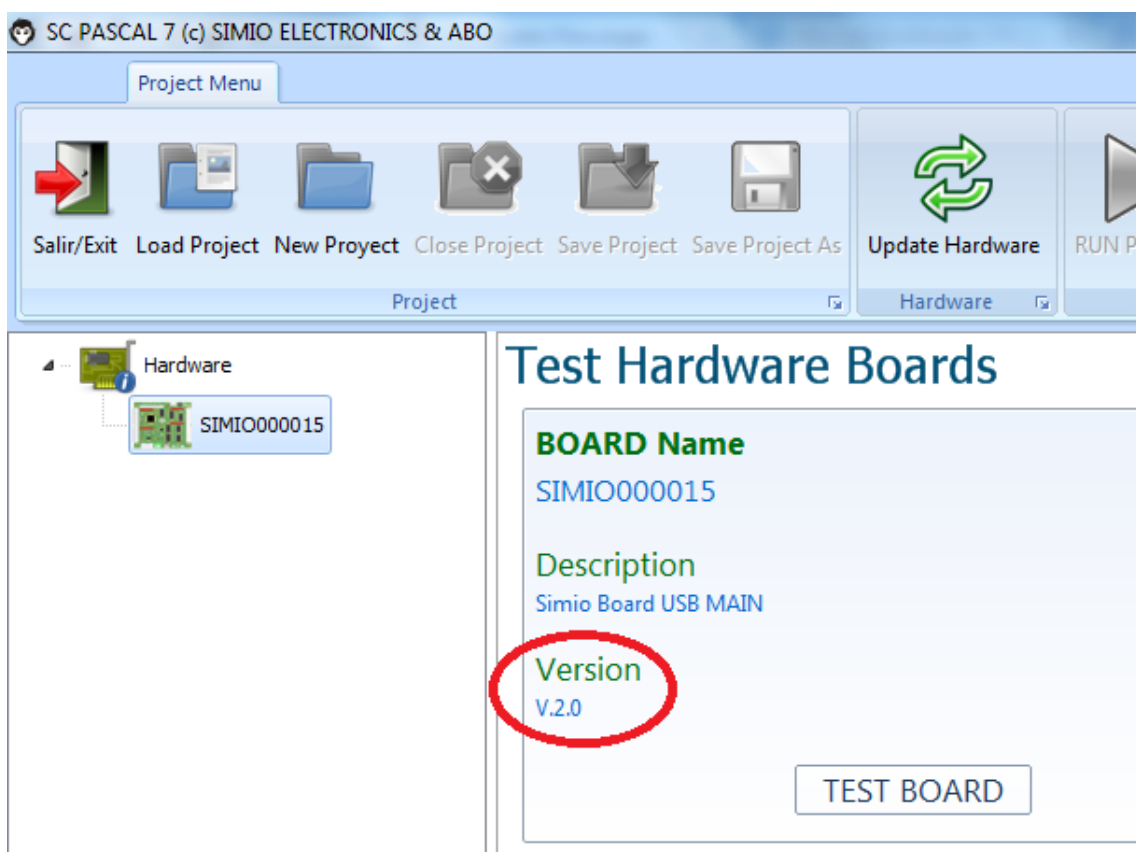 SC PASCAL 7 (c) SIMIO ELECTRONICS & ABO
Project Menu
Salir/Exit Load Project New Proyect Close Project Save Project Save Project As Update Hardware RUN P
Project Hardware
Hardware
SIMIO000015
Test Hardware Boards
BOARD Name
SIMIO000015
Description
Simio Board USB MAIN
Version
V.2.0
TEST BOARD